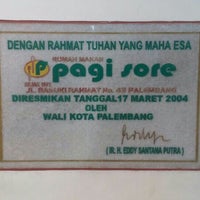 DENGAN RAHMAT TUHAN YANG MAHA ESA
RUMAH MAKAN
pagi sore
JL. BASUKI RAHMAT No. 49 PALEMBANG
DIRESMIKAN TANGGAL 17 MARET 2004
OLEH
WALI KOTA PALEMBANG
(IR. H. EDDY SANTANA PUTRA)